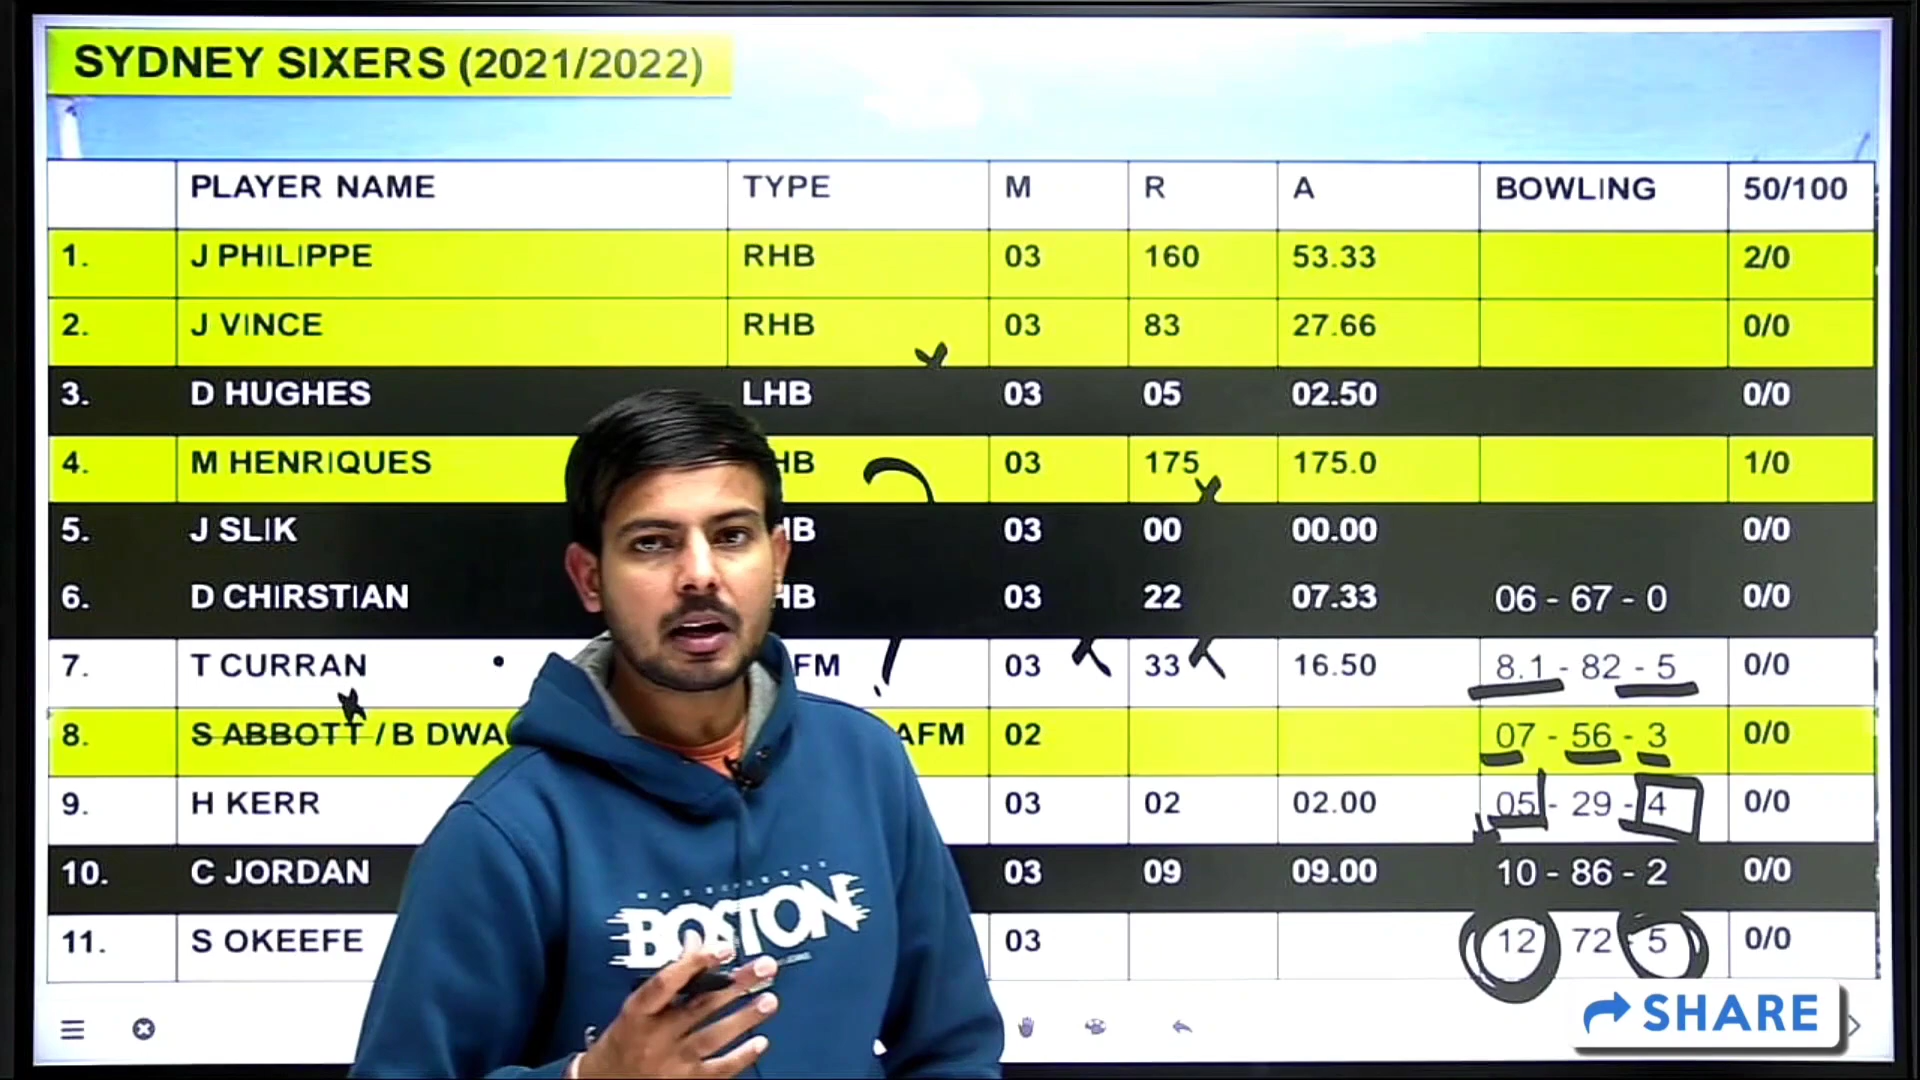 SYDNEY SIXERS (2021/2022)
PLAYER NAME TYPE M R A BOWLING 50/100
1. J PHILIPPE RHB 03 160 53.33 2/0
2. J VINCE RHB 03 83 27.66 0/0
3. D HUGHES LHB 03 05 02.50 0/0
4. M HENRIQUES HB 03 175 175.0 1/0
5. J SLIK HB 03 00 00.00 0/0
6. D CHIRSTIAN HB 03 22 07.33 06 - 67 - 0 0/0
7. T CURRAN FM 03 33 16.50 8.1 - 82 - 5 0/0
8. S ABBOTT / B DWA AFM 02 07 - 56 - 3 0/0
9. H KERR 03 02 02.00 05 - 29 - 4 0/0
10. C JORDAN 03 09 09.00 10 - 86 - 2 0/0
11. S OKEEFE 03 12 72 - 5 0/0
BOSTON
SHARE